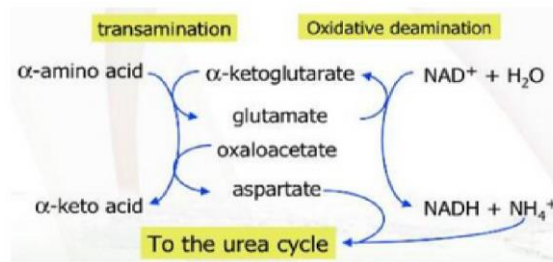 transamination Oxidative deamination
α-amino acid α-ketoglutarate NAD⁺ + H₂O
glutamate
oxaloacetate
aspartate
α-keto acid NADH + NH₄⁺
To the urea cycle